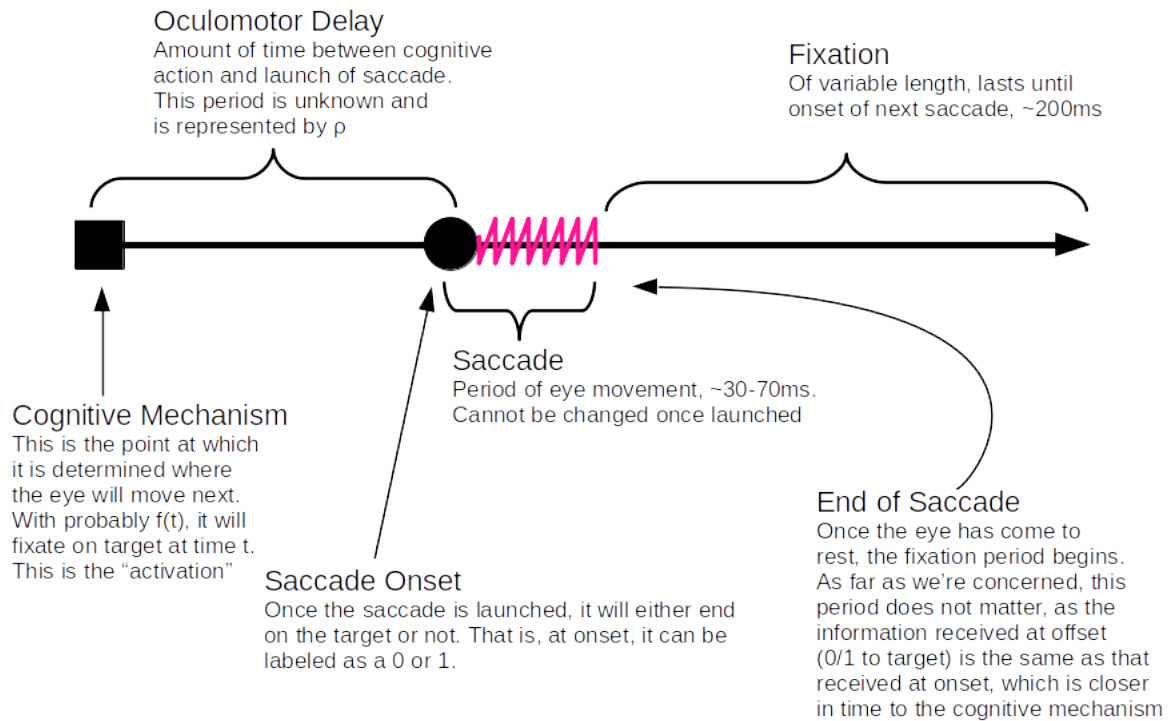 Oculomotor Delay
Amount of time between cognitive
action and launch of saccade.
This period is unknown and
is represented by ρ
Fixation
Of variable length, lasts until
onset of next saccade, ~200ms
Saccade
Period of eye movement, ~30-70ms.
Cannot be changed once launched
Cognitive Mechanism
This is the point at which
it is determined where
the eye will move next.
With probably f(t), it will
fixate on target at time t.
This is the “activation”
Saccade Onset
Once the saccade is launched, it will either end
on the target or not. That is, at onset, it can be
labeled as a 0 or 1.
End of Saccade
Once the eye has come to
rest, the fixation period begins.
As far as we’re concerned, this
period does not matter, as the
information received at offset
(0/1 to target) is the same as that
received at onset, which is closer
in time to the cognitive mechanism